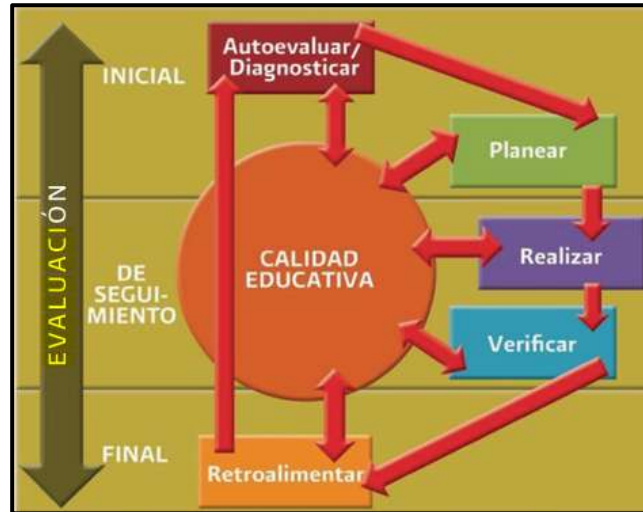 EVALUACIÓN
INICIAL
Autoevaluar/
Diagnosticar
Planear
DE
SEGUI-
MIENTO
CALIDAD
EDUCATIVA
Realizar
Verificar
FINAL
Retroalimentar